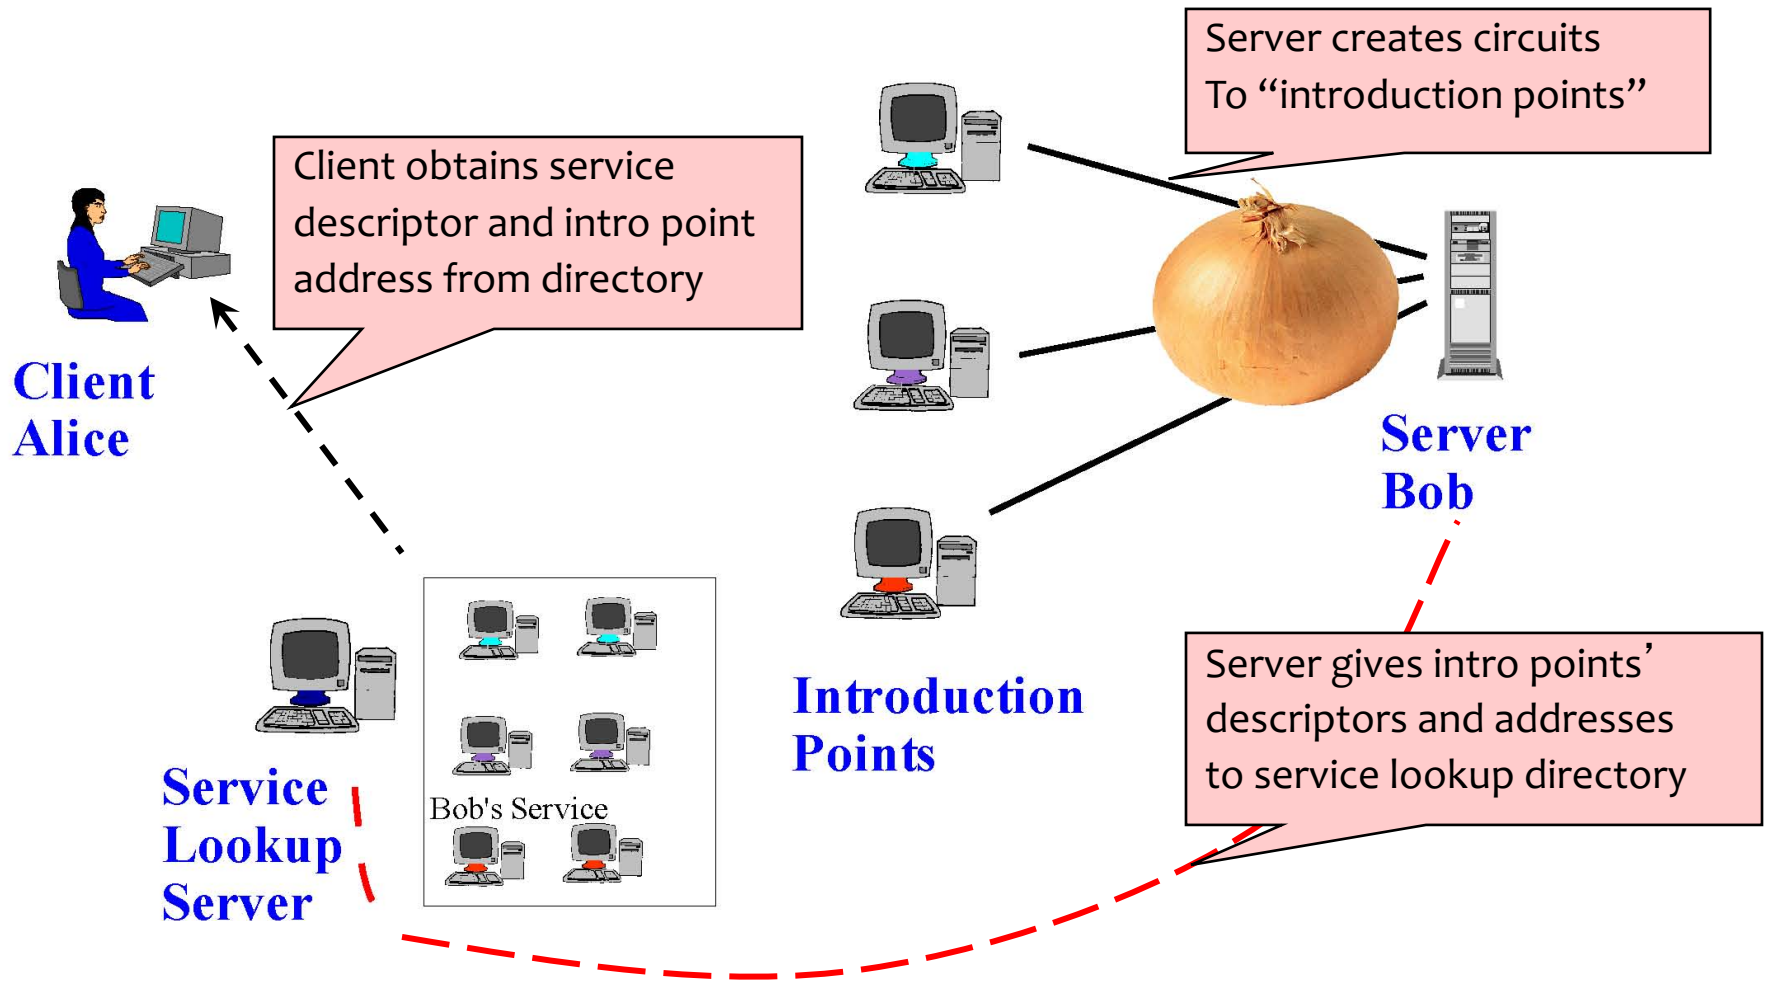 Server creates circuits
To “introduction points”
Client obtains service
descriptor and intro point
address from directory
Client
Alice
Server
Bob
Introduction
Points
Server gives intro points’
descriptors and addresses
to service lookup directory
Service
Lookup
Server
Bob's Service